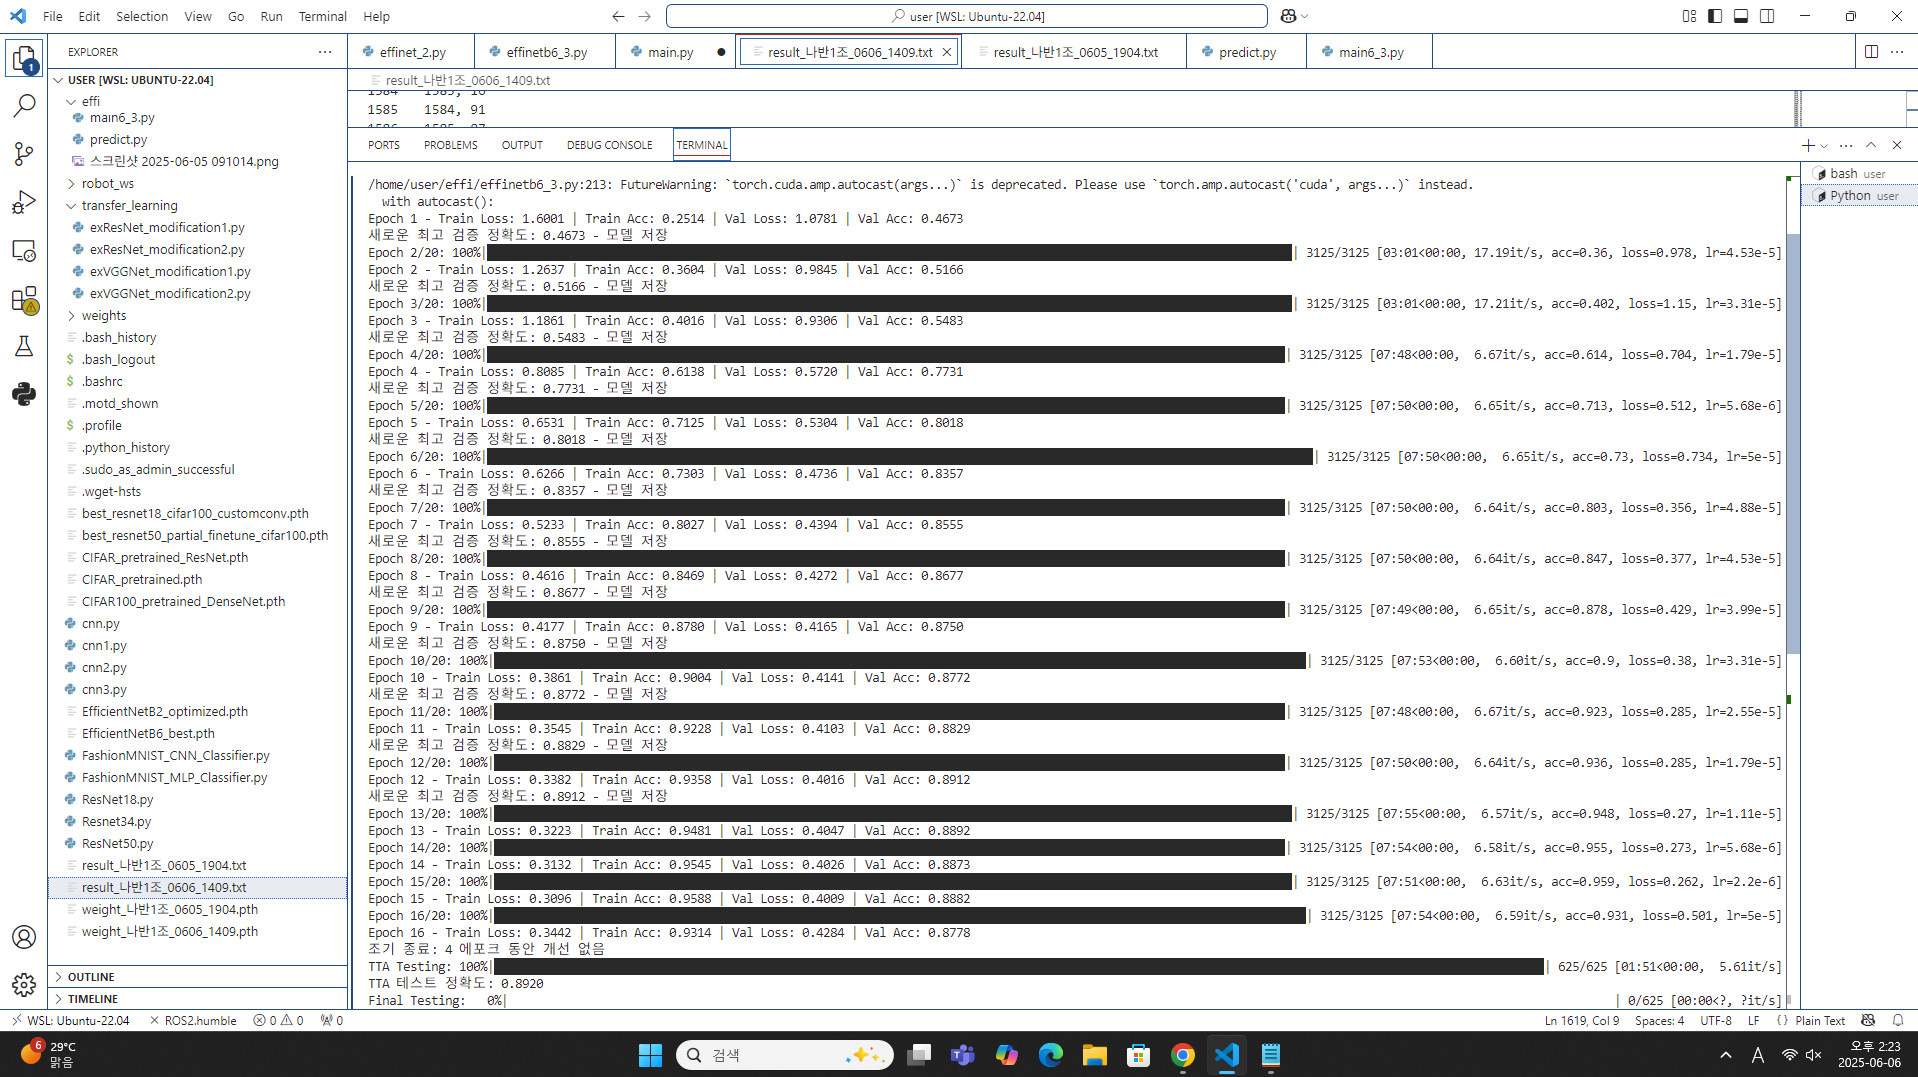 File Edit Selection View Go Run Terminal Help
user [WSL: Ubuntu-22.04]
EXPLORER
USER [WSL: UBUNTU-22.04]
effi
main6_3.py
predict.py
스크린샷 2025-06-05 091014.png
robot_ws
transfer_learning
exResNet_modification1.py
exResNet_modification2.py
exVGGNet_modification1.py
exVGGNet_modification2.py
weights
.bash_history
.bash_logout
.bashrc
.motd_shown
.profile
.python_history
.sudo_as_admin_successful
.wget-hsts
best_resnet18_cifar100_customconv.pth
best_resnet50_partial_finetune_cifar100.pth
CIFAR_pretrained_ResNet.pth
CIFAR_pretrained.pth
CIFAR100_pretrained_DenseNet.pth
cnn.py
cnn1.py
cnn2.py
cnn3.py
EfficientNetB2_optimized.pth
EfficientNetB6_best.pth
FashionMNIST_CNN_Classifier.py
FashionMNIST_MLP_Classifier.py
ResNet18.py
Resnet34.py
ResNet50.py
result_나반1조_0605_1904.txt
result_나반1조_0606_1409.txt
weight_나반1조_0605_1904.pth
weight_나반1조_0606_1409.pth
OUTLINE
TIMELINE
effinet_2.py effinetb6_3.py main.py result_나반1조_0606_1409.txt result_나반1조_0605_1904.txt predict.py main6_3.py
result_나반1조_0606_1409.txt
1585 1584, 91
PORTS PROBLEMS OUTPUT DEBUG CONSOLE TERMINAL
bash user
Python user
/home/user/effi/effinetb6_3.py:213: FutureWarning: `torch.cuda.amp.autocast(args...)` is deprecated. Please use `torch.amp.autocast('cuda', args...)` instead.
with autocast():
Epoch 1 - Train Loss: 1.6001 | Train Acc: 0.2514 | Val Loss: 1.0781 | Val Acc: 0.4673
새로운 최고 검증 정확도: 0.4673 - 모델 저장
Epoch 2/20: 100%| | 3125/3125 [03:01<00:00, 17.19it/s, acc=0.36, loss=0.978, lr=4.53e-5]
Epoch 2 - Train Loss: 1.2637 | Train Acc: 0.3604 | Val Loss: 0.9845 | Val Acc: 0.5166
새로운 최고 검증 정확도: 0.5166 - 모델 저장
Epoch 3/20: 100%| | 3125/3125 [03:01<00:00, 17.21it/s, acc=0.402, loss=1.15, lr=3.31e-5]
Epoch 3 - Train Loss: 1.1861 | Train Acc: 0.4016 | Val Loss: 0.9306 | Val Acc: 0.5483
새로운 최고 검증 정확도: 0.5483 - 모델 저장
Epoch 4/20: 100%| | 3125/3125 [07:48<00:00, 6.67it/s, acc=0.614, loss=0.704, lr=1.79e-5]
Epoch 4 - Train Loss: 0.8085 | Train Acc: 0.6138 | Val Loss: 0.5720 | Val Acc: 0.7731
새로운 최고 검증 정확도: 0.7731 - 모델 저장
Epoch 5/20: 100%| | 3125/3125 [07:50<00:00, 6.65it/s, acc=0.713, loss=0.512, lr=5.68e-6]
Epoch 5 - Train Loss: 0.6531 | Train Acc: 0.7125 | Val Loss: 0.5304 | Val Acc: 0.8018
새로운 최고 검증 정확도: 0.8018 - 모델 저장
Epoch 6/20: 100%| | 3125/3125 [07:50<00:00, 6.65it/s, acc=0.73, loss=0.734, lr=5e-5]
Epoch 6 - Train Loss: 0.6266 | Train Acc: 0.7303 | Val Loss: 0.4736 | Val Acc: 0.8357
새로운 최고 검증 정확도: 0.8357 - 모델 저장
Epoch 7/20: 100%| | 3125/3125 [07:50<00:00, 6.64it/s, acc=0.803, loss=0.356, lr=4.88e-5]
Epoch 7 - Train Loss: 0.5233 | Train Acc: 0.8027 | Val Loss: 0.4394 | Val Acc: 0.8555
새로운 최고 검증 정확도: 0.8555 - 모델 저장
Epoch 8/20: 100%| | 3125/3125 [07:50<00:00, 6.64it/s, acc=0.847, loss=0.377, lr=4.53e-5]
Epoch 8 - Train Loss: 0.4616 | Train Acc: 0.8469 | Val Loss: 0.4272 | Val Acc: 0.8677
새로운 최고 검증 정확도: 0.8677 - 모델 저장
Epoch 9/20: 100%| | 3125/3125 [07:49<00:00, 6.65it/s, acc=0.878, loss=0.429, lr=3.99e-5]
Epoch 9 - Train Loss: 0.4177 | Train Acc: 0.8780 | Val Loss: 0.4165 | Val Acc: 0.8750
새로운 최고 검증 정확도: 0.8750 - 모델 저장
Epoch 10/20: 100%| | 3125/3125 [07:53<00:00, 6.60it/s, acc=0.9, loss=0.38, lr=3.31e-5]
Epoch 10 - Train Loss: 0.3861 | Train Acc: 0.9004 | Val Loss: 0.4141 | Val Acc: 0.8772
새로운 최고 검증 정확도: 0.8772 - 모델 저장
Epoch 11/20: 100%| | 3125/3125 [07:48<00:00, 6.67it/s, acc=0.923, loss=0.285, lr=2.55e-5]
Epoch 11 - Train Loss: 0.3545 | Train Acc: 0.9228 | Val Loss: 0.4103 | Val Acc: 0.8829
새로운 최고 검증 정확도: 0.8829 - 모델 저장
Epoch 12/20: 100%| | 3125/3125 [07:50<00:00, 6.64it/s, acc=0.936, loss=0.285, lr=1.79e-5]
Epoch 12 - Train Loss: 0.3382 | Train Acc: 0.9358 | Val Loss: 0.4016 | Val Acc: 0.8912
새로운 최고 검증 정확도: 0.8912 - 모델 저장
Epoch 13/20: 100%| | 3125/3125 [07:55<00:00, 6.57it/s, acc=0.948, loss=0.27, lr=1.11e-5]
Epoch 13 - Train Loss: 0.3223 | Train Acc: 0.9481 | Val Loss: 0.4047 | Val Acc: 0.8892
Epoch 14/20: 100%| | 3125/3125 [07:54<00:00, 6.58it/s, acc=0.955, loss=0.273, lr=5.68e-6]
Epoch 14 - Train Loss: 0.3132 | Train Acc: 0.9545 | Val Loss: 0.4026 | Val Acc: 0.8873
Epoch 15/20: 100%| | 3125/3125 [07:51<00:00, 6.63it/s, acc=0.959, loss=0.262, lr=2.2e-6]
Epoch 15 - Train Loss: 0.3096 | Train Acc: 0.9588 | Val Loss: 0.4009 | Val Acc: 0.8882
Epoch 16/20: 100%| | 3125/3125 [07:54<00:00, 6.59it/s, acc=0.931, loss=0.501, lr=5e-5]
Epoch 16 - Train Loss: 0.3442 | Train Acc: 0.9314 | Val Loss: 0.4284 | Val Acc: 0.8778
조기 종료: 4 에포크 동안 개선 없음
TTA Testing: 100%| | 625/625 [01:51<00:00, 5.61it/s]
TTA 테스트 정확도: 0.8920
Final Testing: 0%| | 0/625 [00:00<?, ?it/s]
WSL: Ubuntu-22.04 ROS2.humble 0 0 0 Ln 1619, Col 9 Spaces: 4 UTF-8 LF {} Plain Text
29°C
맑음
검색
A
오후 2:23
2025-06-06